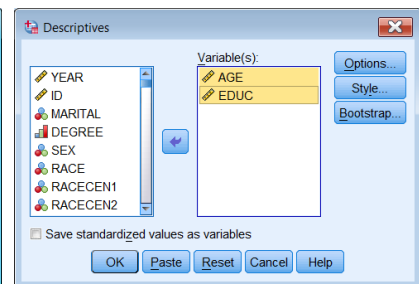 Descriptives
Variable(s):
YEAR
ID
MARITAL
DEGREE
SEX
RACE
RACECEN1
RACECEN2
AGE
EDUC
Options...
Style...
Bootstrap...
Save standardized values as variables
OK Paste Reset Cancel Help